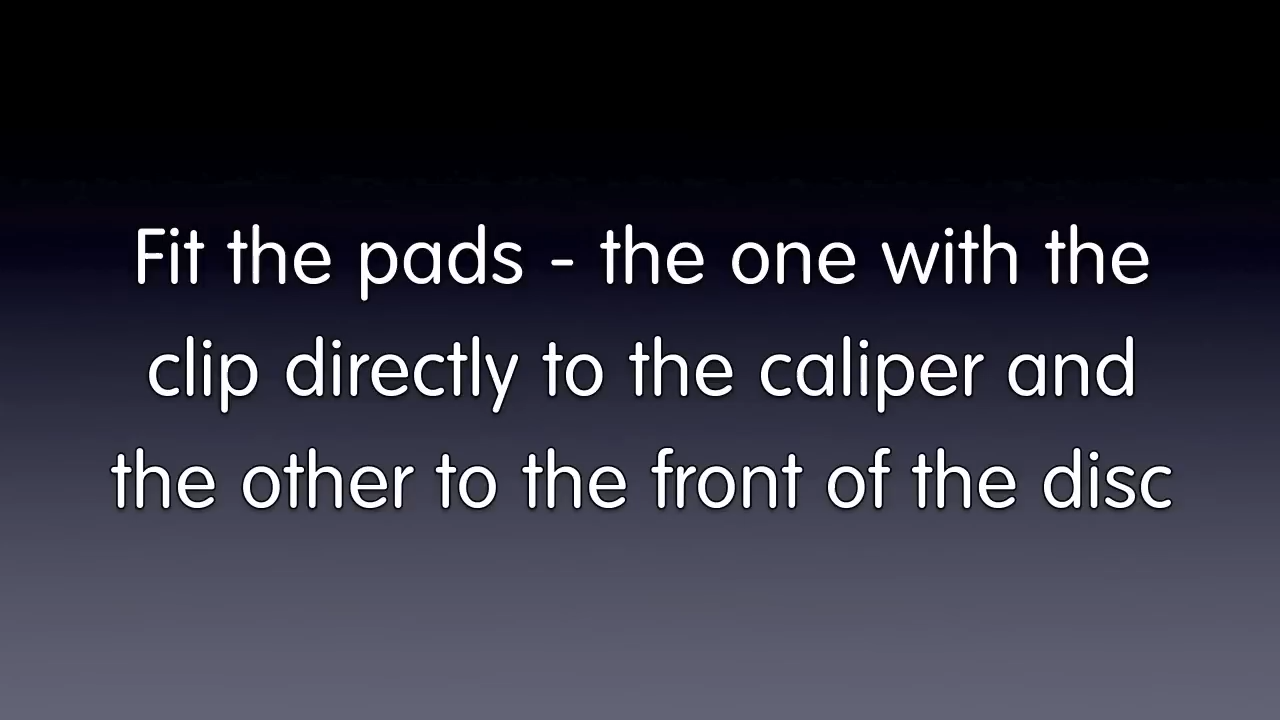 Fit the pads - the one with the
clip directly to the caliper and
the other to the front of the disc